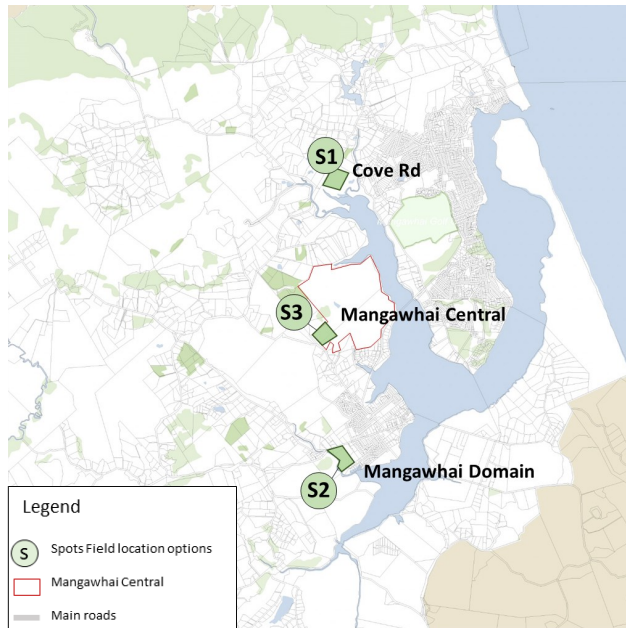 S1
Cove Rd
S3
Mangawhai Central
S2
Mangawhai Domain
Legend
S
Spots Field location options
Mangawhai Central
Main roads